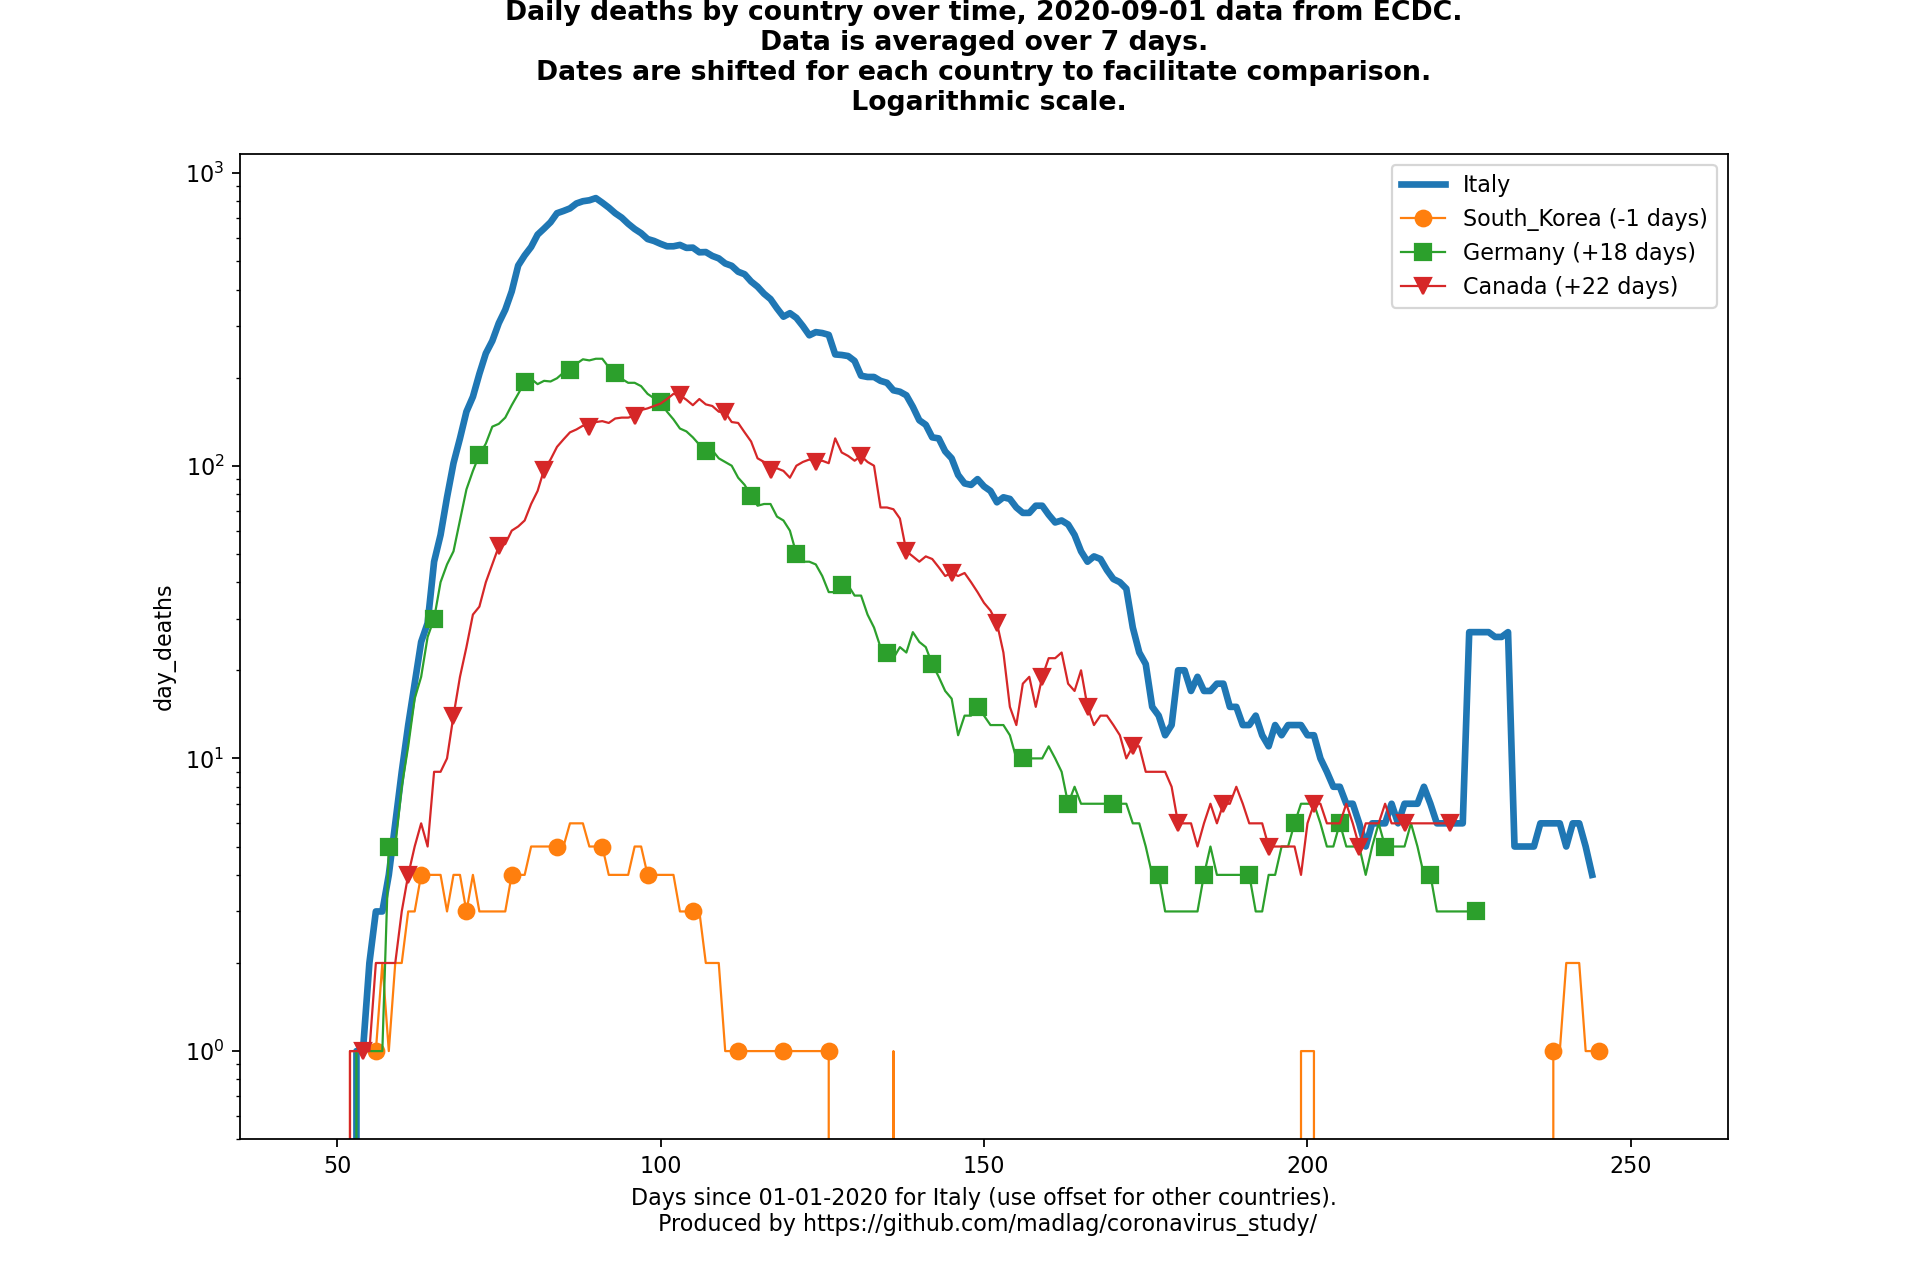 Daily deaths by country over time, 2020-09-01 data from ECDC.
Data is averaged over 7 days.
Dates are shifted for each country to facilitate comparison.
Logarithmic scale.
10³
10²
10¹
10⁰
day_deaths
Italy
South_Korea (-1 days)
Germany (+18 days)
Canada (+22 days)
50 100 150 200 250
Days since 01-01-2020 for Italy (use offset for other countries).
Produced by https://github.com/madlag/coronavirus_study/